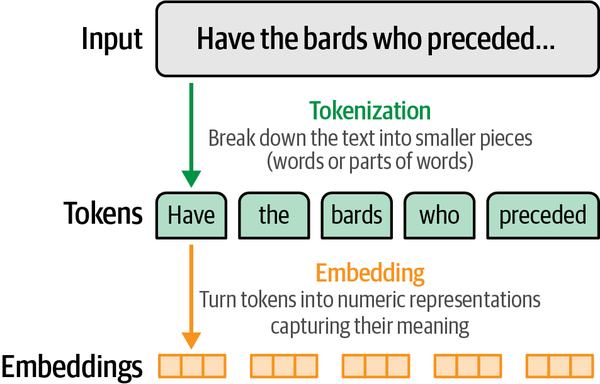 Input
Have the bards who preceded...
Tokenization
Break down the text into smaller pieces
(words or parts of words)
Tokens
Have the bards who preceded
Embedding
Turn tokens into numeric representations
capturing their meaning
Embeddings